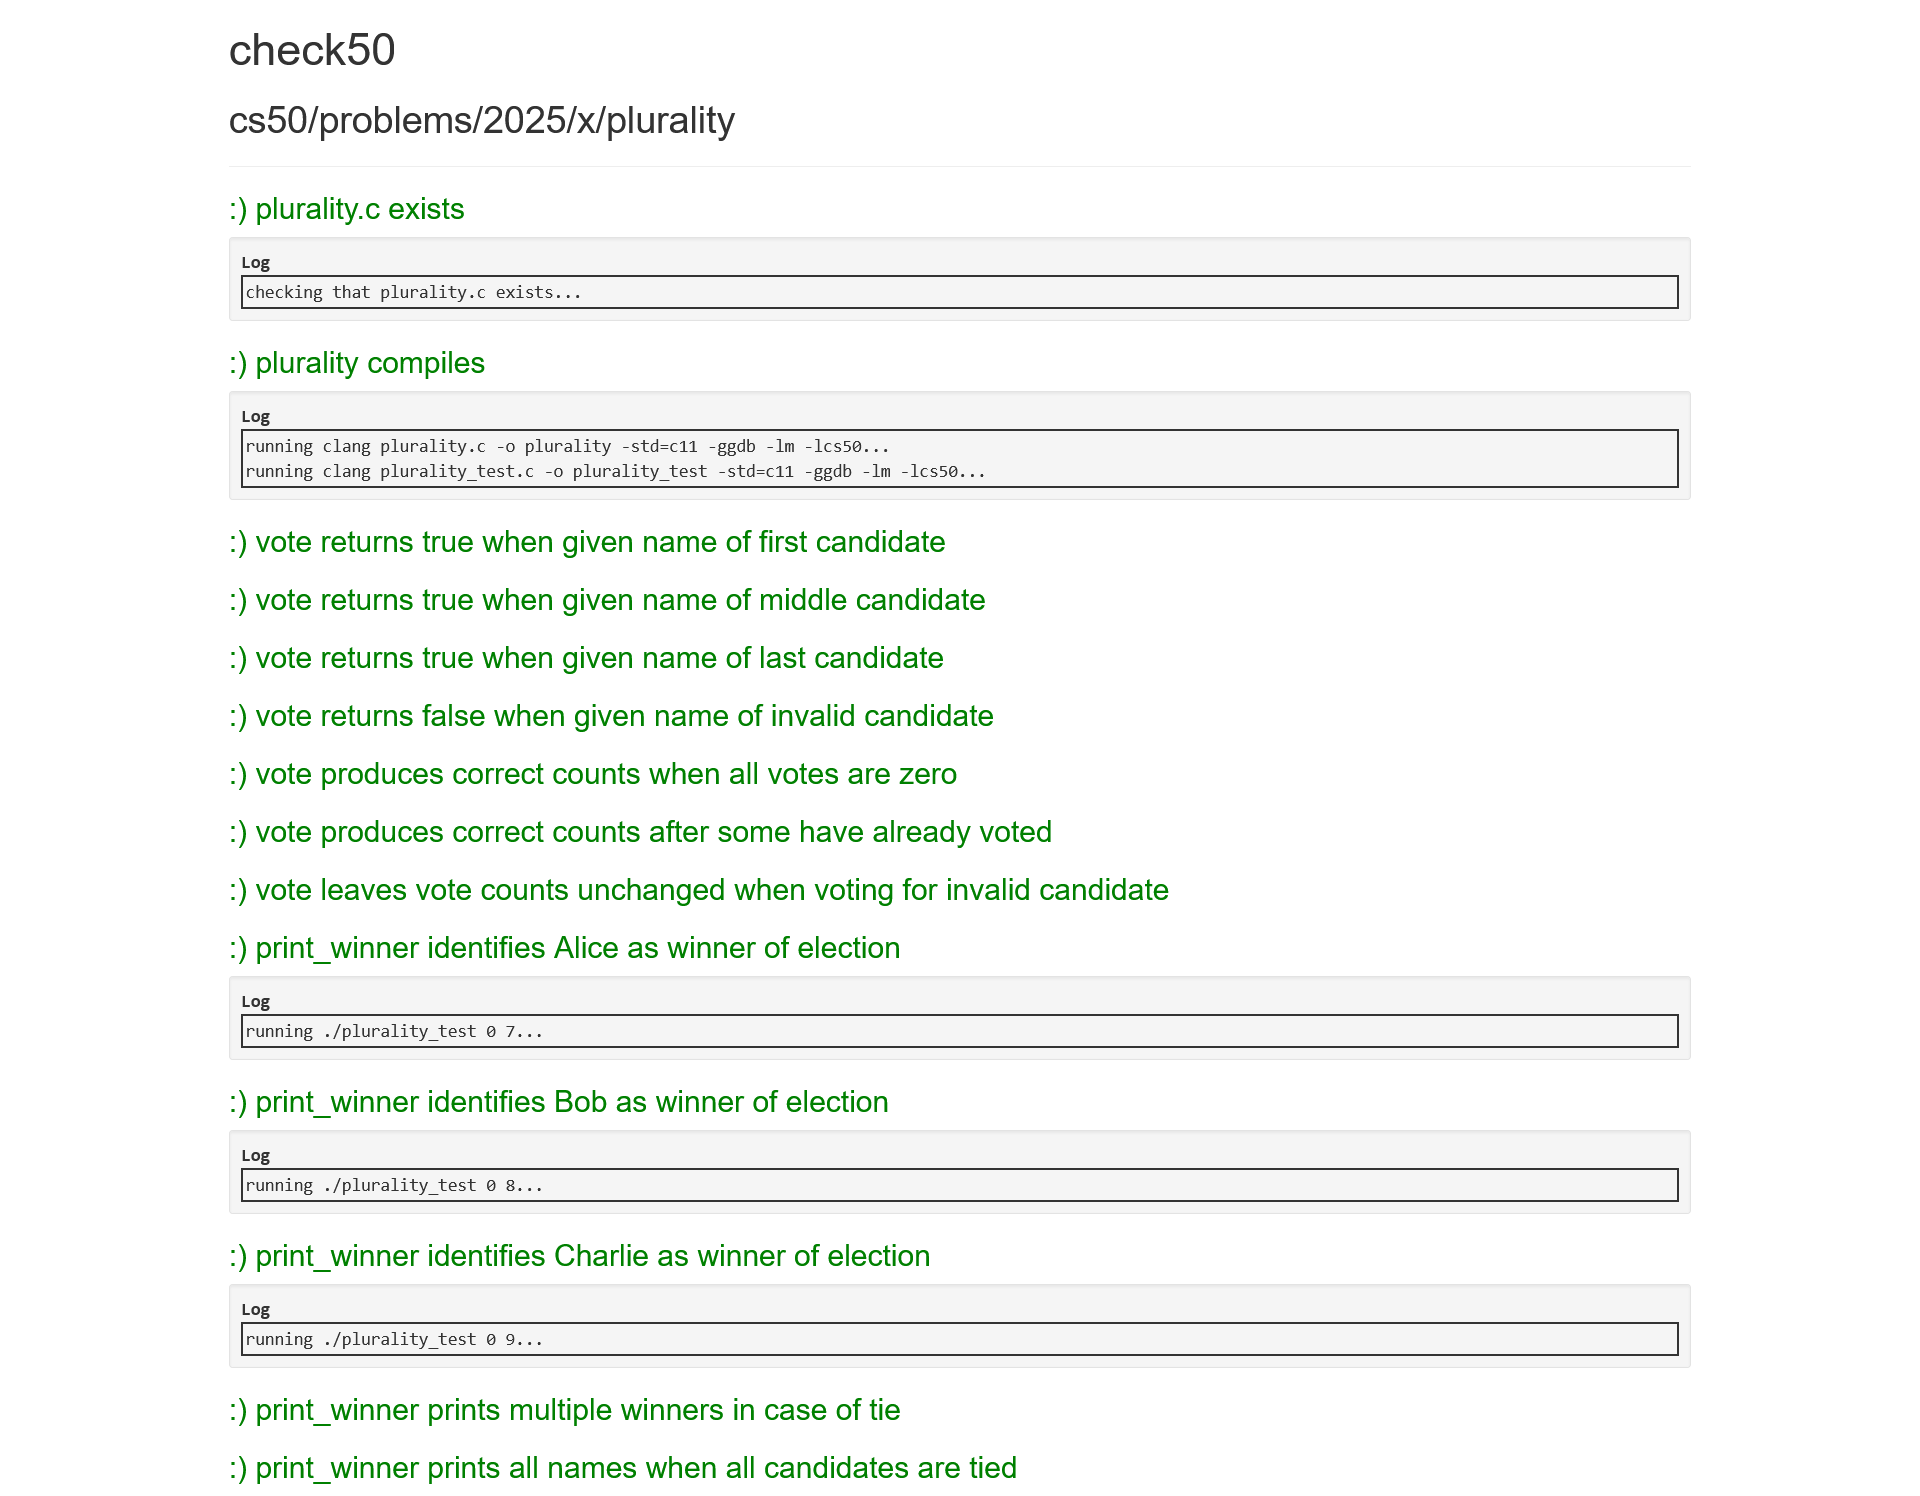 check50
cs50/problems/2025/x/plurality
:) plurality.c exists
Log
checking that plurality.c exists...
:) plurality compiles
Log
running clang plurality.c -o plurality -std=c11 -ggdb -lm -lcs50...
running clang plurality_test.c -o plurality_test -std=c11 -ggdb -lm -lcs50...
:) vote returns true when given name of first candidate
:) vote returns true when given name of middle candidate
:) vote returns true when given name of last candidate
:) vote returns false when given name of invalid candidate
:) vote produces correct counts when all votes are zero
:) vote produces correct counts after some have already voted
:) vote leaves vote counts unchanged when voting for invalid candidate
:) print_winner identifies Alice as winner of election
Log
running ./plurality_test 0 7...
:) print_winner identifies Bob as winner of election
Log
running ./plurality_test 0 8...
:) print_winner identifies Charlie as winner of election
Log
running ./plurality_test 0 9...
:) print_winner prints multiple winners in case of tie
:) print_winner prints all names when all candidates are tied